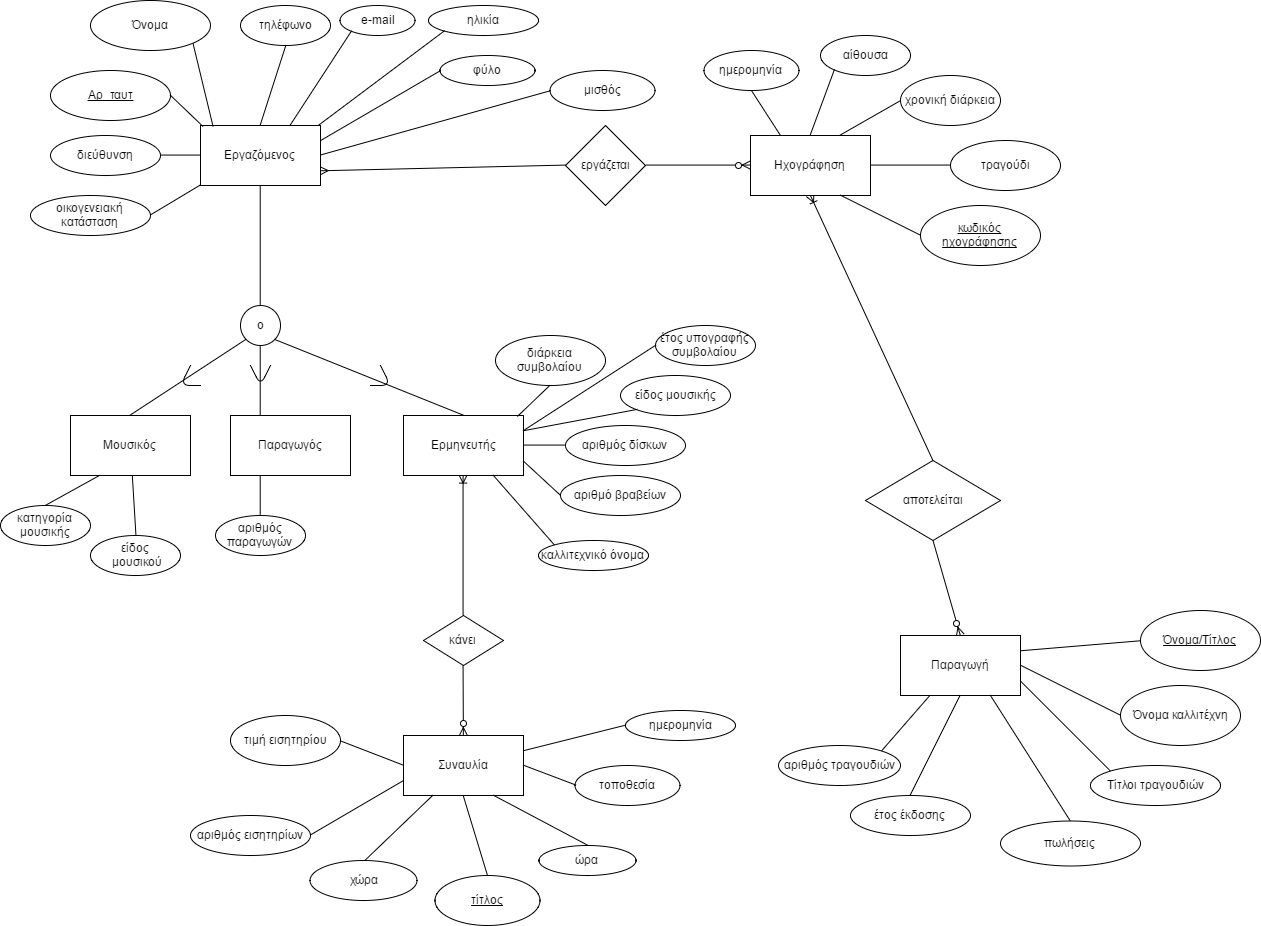 Όνομα
τηλέφωνο
e-mail
ηλικία
φύλο
μισθός
Αρ_ταυτ
διεύθυνση
οικογενειακή
κατάσταση
Εργαζόμενος
εργάζεται
ημερομηνία
αίθουσα
χρονική διάρκεια
Ηχογράφηση
τραγούδι
κωδικός
ηχογράφησης
ο
Μουσικός
Παραγωγός
Ερμηνευτής
διάρκεια
συμβολαίου
έτος υπογραφής
συμβολαίου
είδος μουσικής
αριθμός δίσκων
αριθμό βραβείων
καλλιτεχνικό όνομα
κατηγορία
μουσικής
είδος
μουσικού
αριθμός
παραγωγών
αποτελείται
κάνει
Παραγωγή
Όνομα/Τίτλος
Όνομα καλλιτέχνη
Τίτλοι τραγουδιών
πωλήσεις
έτος έκδοσης
αριθμός τραγουδιών
Συναυλία
τιμή εισητηρίου
ημερομηνία
τοποθεσία
αριθμός εισητηρίων
χώρα
τίτλος
ώρα